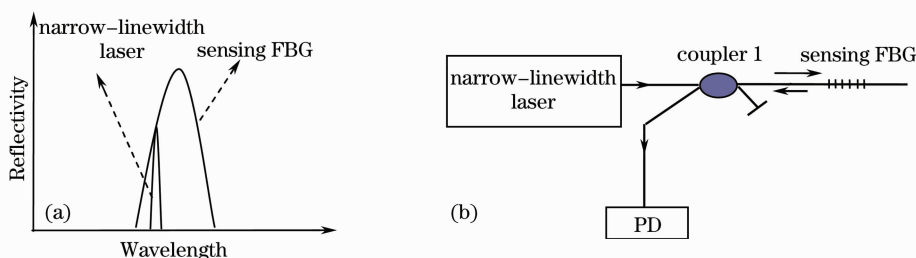 narrow-linewidth
laser
sensing FBG
Reflectivity
(a)
Wavelength
narrow-linewidth
laser
coupler 1
sensing FBG
(b)
PD